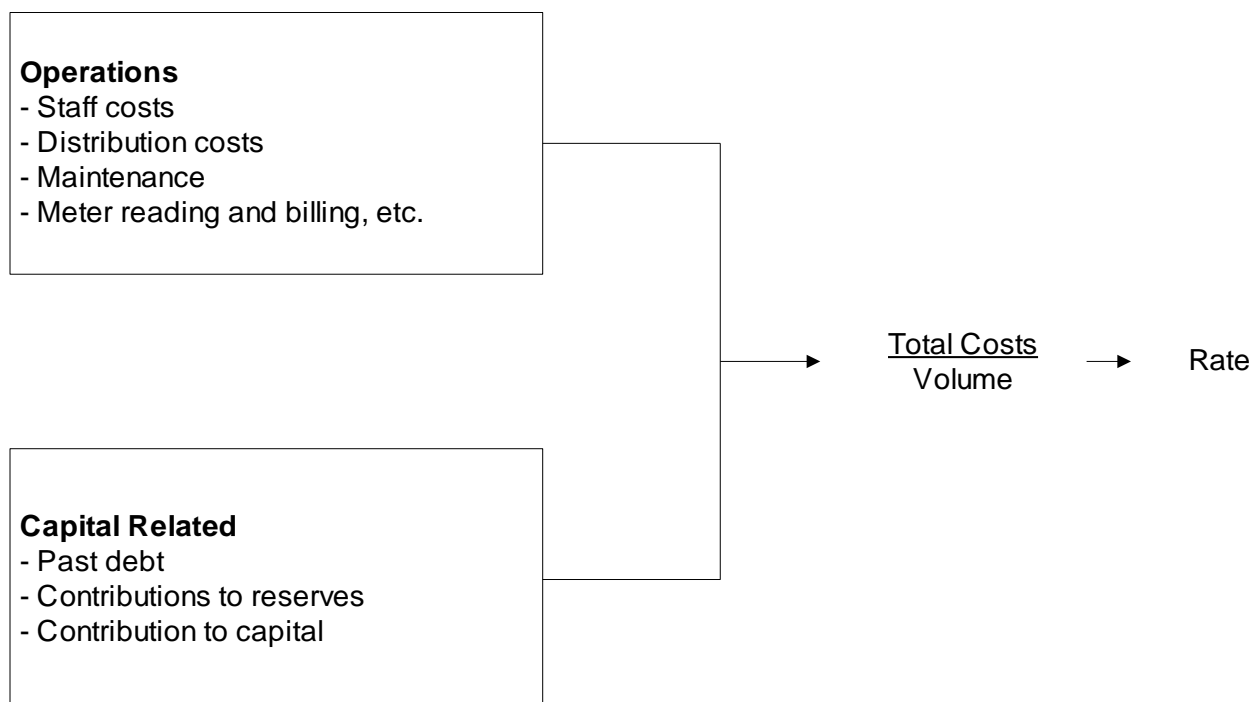 Operations
- Staff costs
- Distribution costs
- Maintenance
- Meter reading and billing, etc.
Total Costs
Volume
Rate
Capital Related
- Past debt
- Contributions to reserves
- Contribution to capital